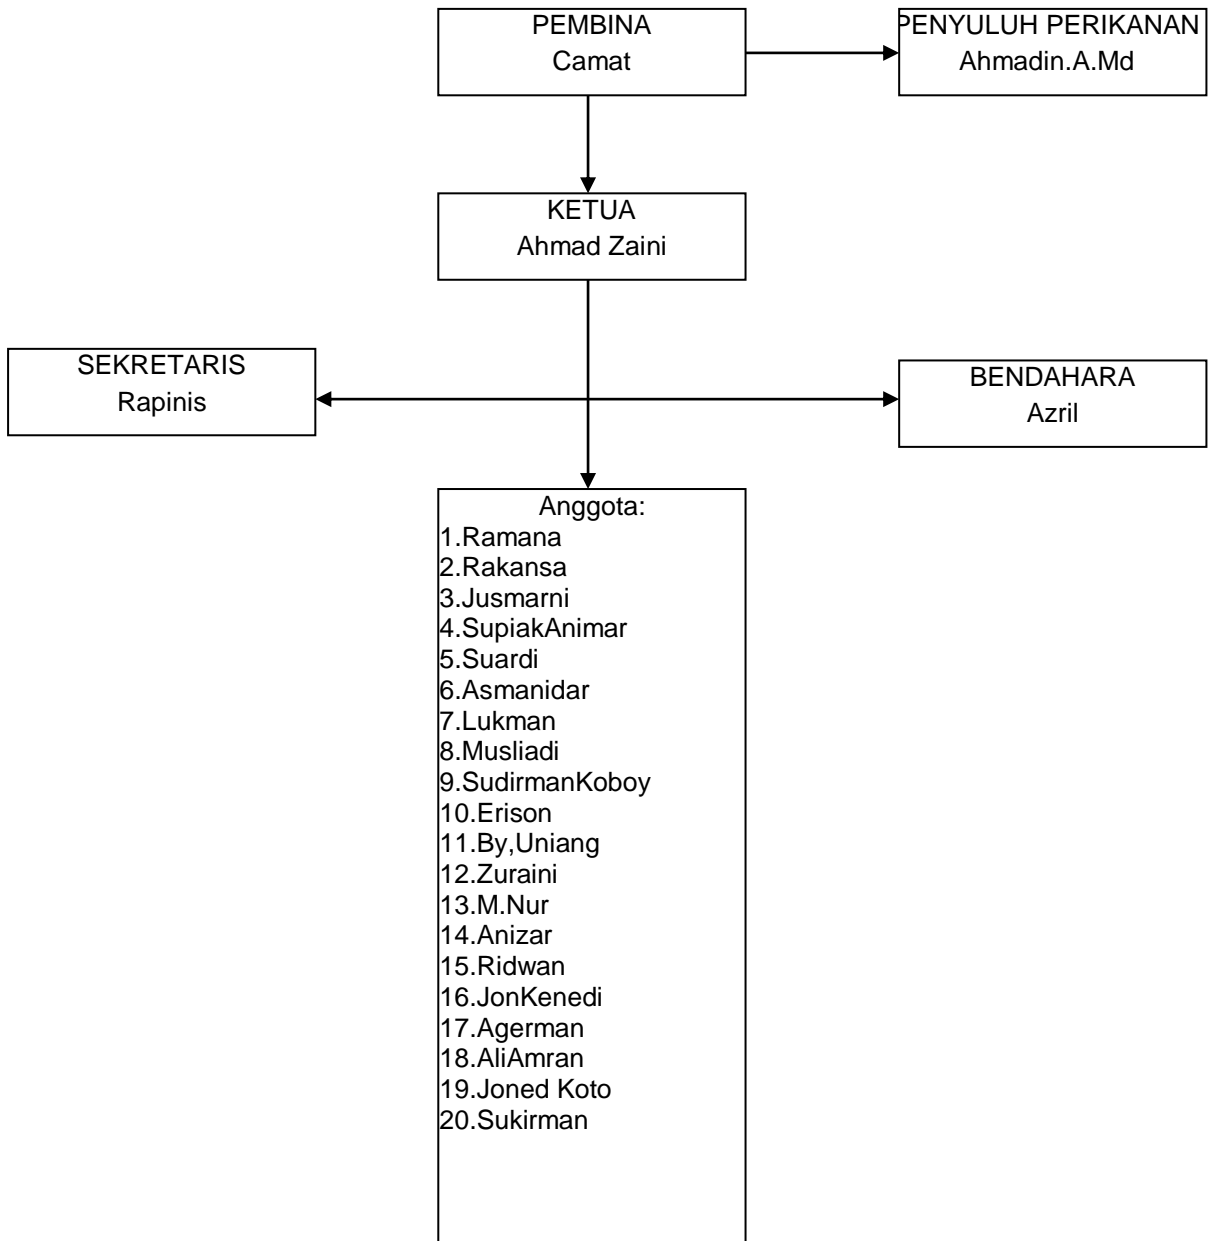 PEMBINA
Camat
PENYULUH PERIKANAN
Ahmadin.A.Md
KETUA
Ahmad Zaini
SEKRETARIS
Rapinis
BENDAHARA
Azril
Anggota:
1.Ramana
2.Rakansa
3.Jusmarni
4.SupiakAnimar
5.Suardi
6.Asmanidar
7.Lukman
8.Musliadi
9.SudirmanKoboy
10.Erison
11.By,Uniang
12.Zuraini
13.M.Nur
14.Anizar
15.Ridwan
16.JonKenedi
17.Agerman
18.AliAmran
19.Joned Koto
20.Sukirman